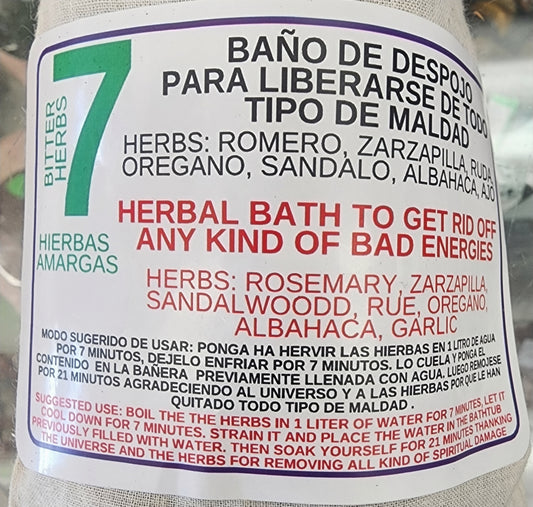 7
BITTER
HERBS
HIERBAS
AMARGAS
BAÑO DE DESPOJO
PARA LIBERARSE DE TODO
TIPO DE MALDAD
HERBS: ROMERO, ZARZAPILLA, RUDA,
OREGANO, SANDALO, ALBAHACA, AJO
HERBAL BATH TO GET RID OFF
ANY KIND OF BAD ENERGIES
HERBS: ROSEMARY, ZARZAPILLA,
SANDALWOODD, RUE, OREGANO,
ALBAHACA, GARLIC
MODO SUGERIDO DE USAR: PONGA HA HERVIR LAS HIERBAS EN 1 LITRO DE AGUA
POR 7 MINUTOS, DEJELO ENFRIAR POR 7 MINUTOS. LO CUELA Y PONGA EL
CONTENIDO EN LA BAÑERA PREVIAMENTE LLENADA CON AGUA. LUEGO REMOJESE
POR 21 MINUTOS AGRADECIENDO AL UNIVERSO Y A LAS HIERBAS POR QUE LE HAN
QUITADO TODO TIPO DE MALDAD.
SUGGESTED USE: BOIL THE THE HERBS IN 1 LITER OF WATER FOR 7 MINUTES, LET IT
COOL DOWN FOR 7 MINUTES. STRAIN IT AND PLACE THE WATER IN THE BATHTUB
PREVIOUSLY FILLED WITH WATER. THEN SOAK YOURSELF FOR 21 MINUTES THANKING
THE UNIVERSE AND THE HERBS FOR REMOVING ALL KIND OF SPIRITUAL DAMAGE